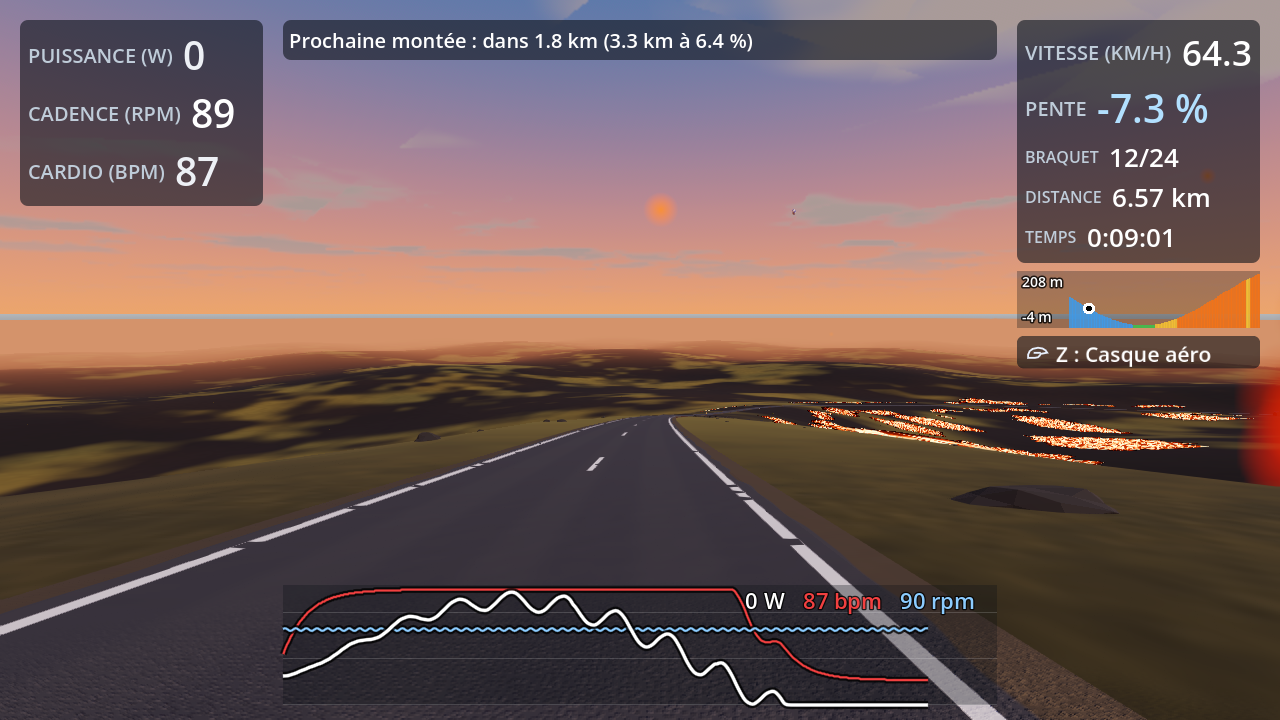 PUISSANCE (W) 0
CADENCE (RPM) 89
CARDIO (BPM) 87
Prochaine montée : dans 1.8 km (3.3 km à 6.4 %)
VITESSE (KM/H) 64.3
PENTE -7.3 %
BRAQUET 12/24
DISTANCE 6.57 km
TEMPS 0:09:01
208 m
-4 m
Z : Casque aéro
0 W 87 bpm 90 rpm